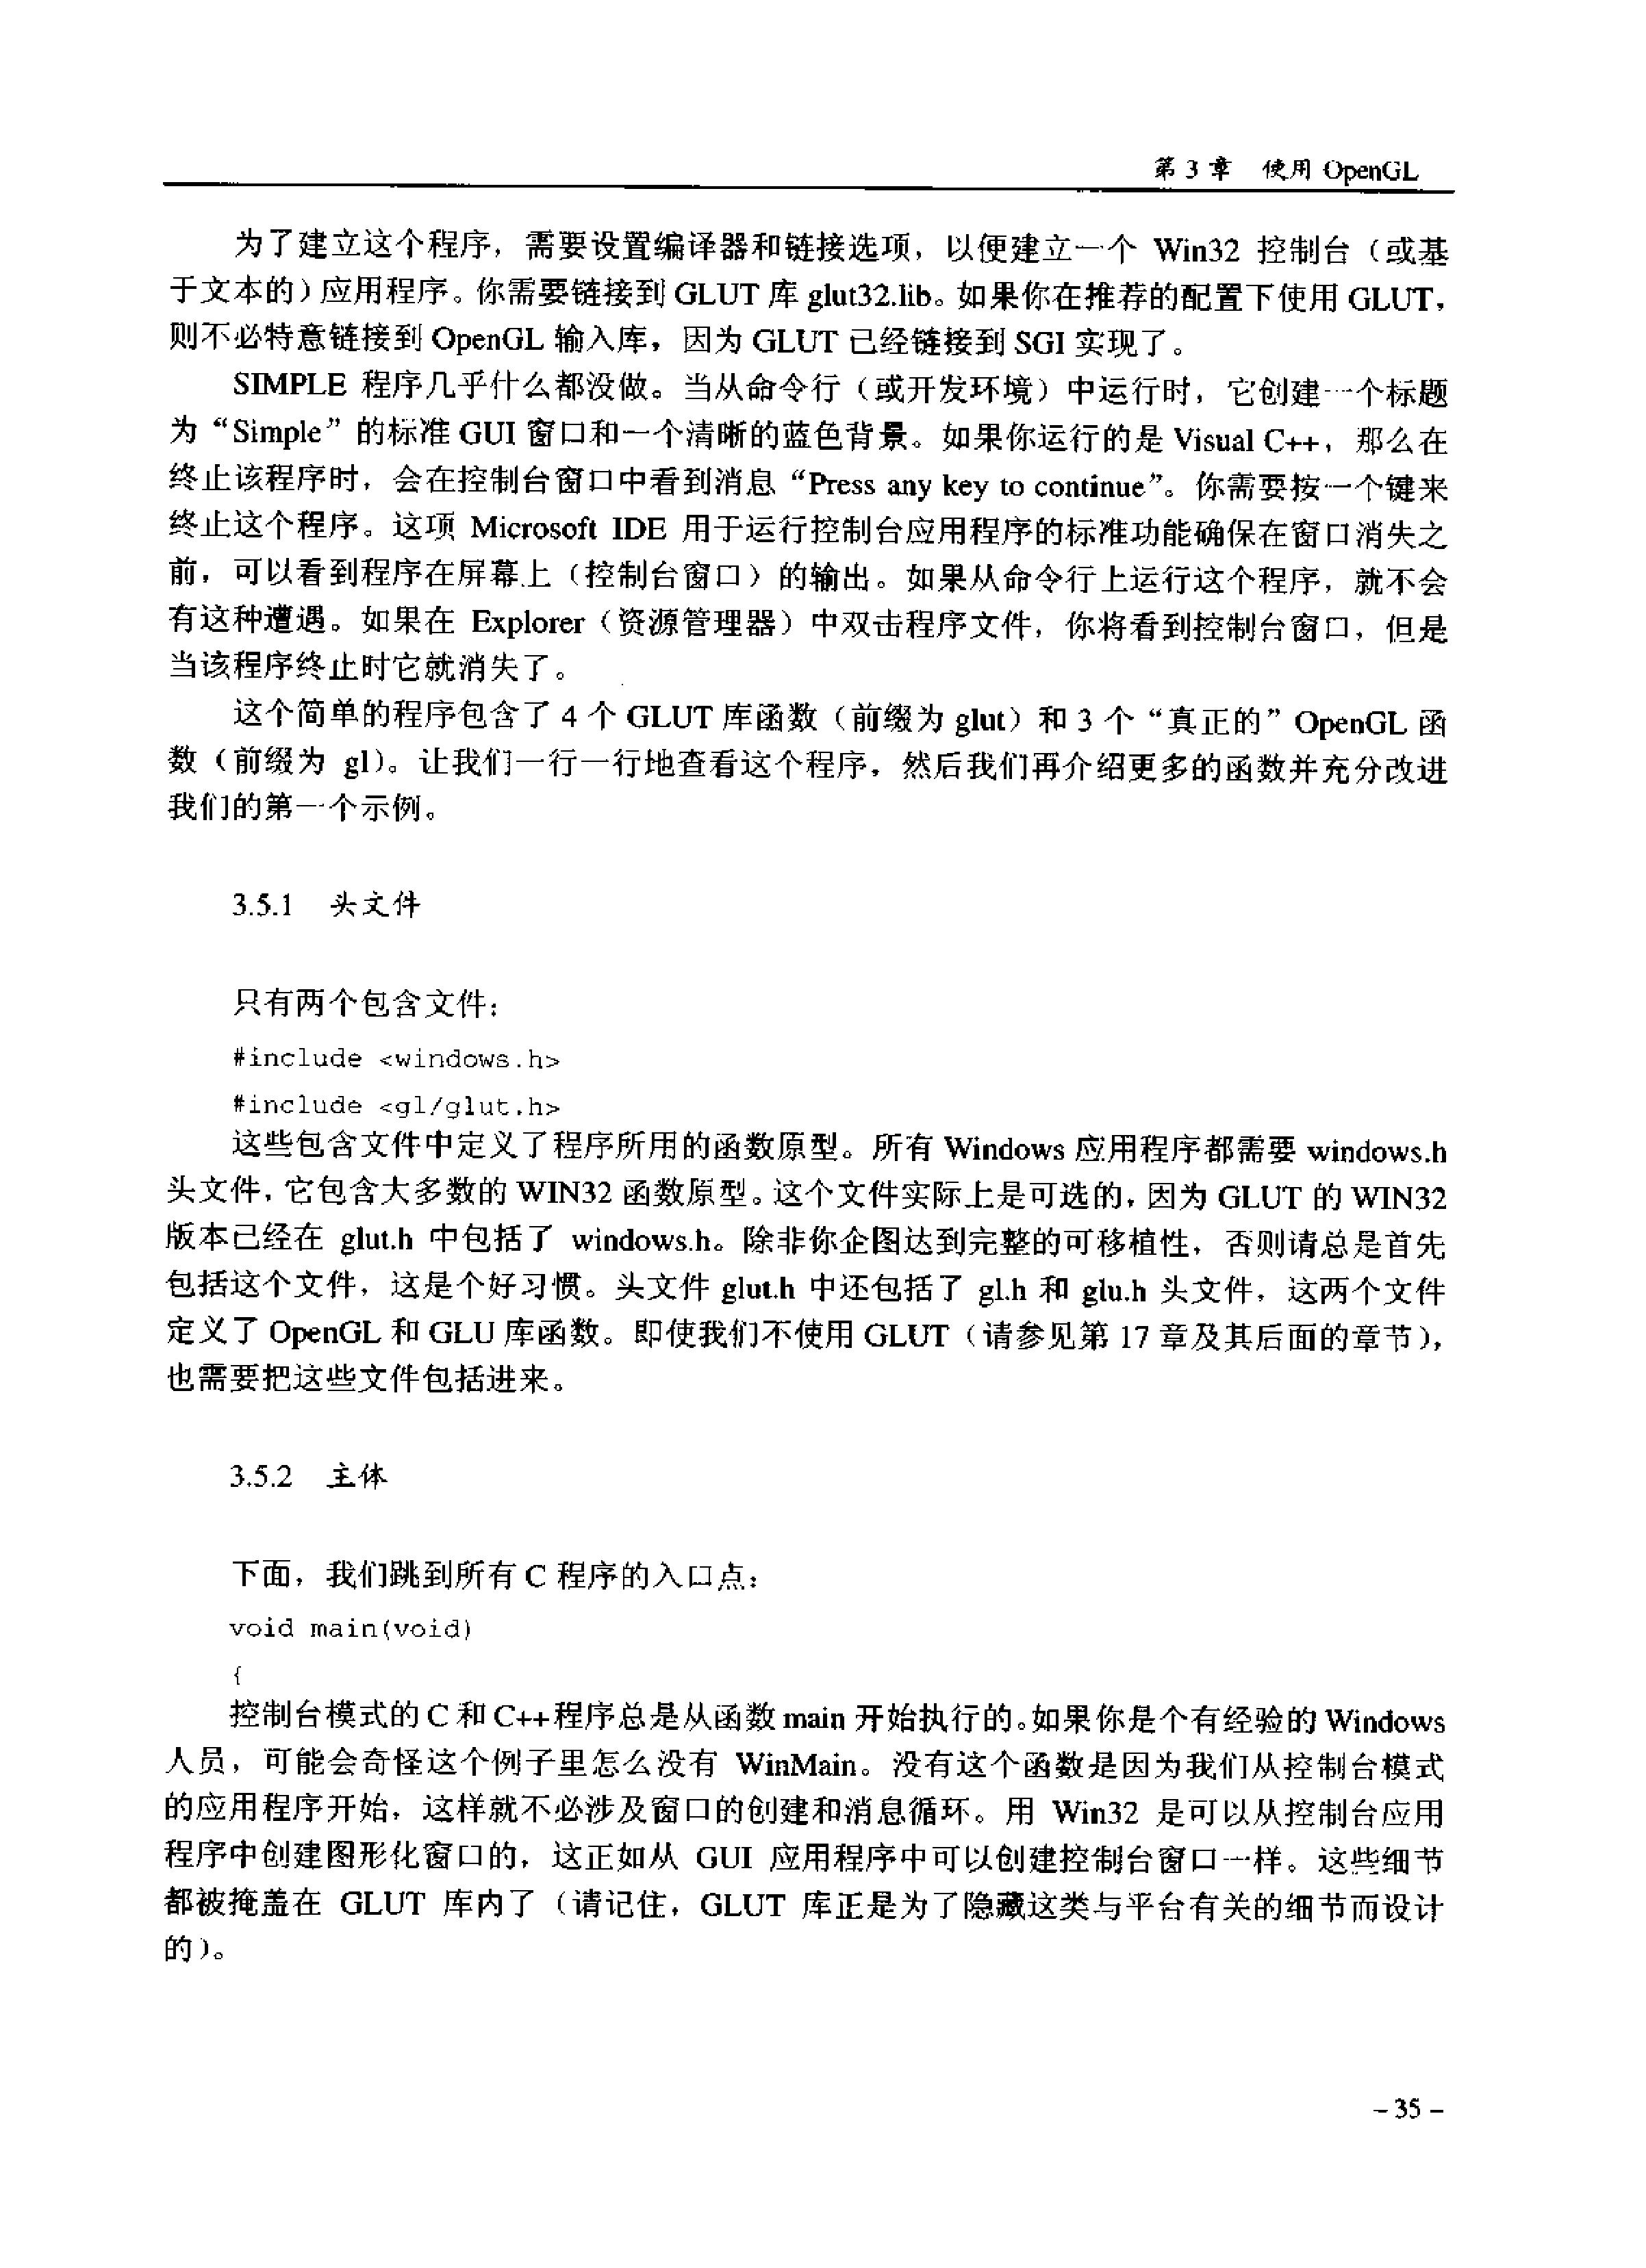 第 3 章 使用 OpenGL
为了建立这个程序，需要设置编译器和链接选项，以便建立一个 Win32 控制台（或基
于文本的）应用程序。你需要链接到 GLUT 库 glut32.lib。如果你在推荐的配置下使用 GLUT，
则不必特意链接到 OpenGL 输入库，因为 GLUT 已经链接到 SGI 实现了。
SIMPLE 程序几乎什么都没做。当从命令行（或开发环境）中运行时，它创建一个标题
为“Simple”的标准 GUI 窗口和一个清晰的蓝色背景。如果你运行的是 Visual C++，那么在
终止该程序时，会在控制台窗口中看到消息“Press any key to continue”。你需要按一个键来
终止这个程序。这项 Microsoft IDE 用于运行控制台应用程序的标准功能确保在窗口消失之
前，可以看到程序在屏幕上（控制台窗口）的输出。如果从命令行上运行这个程序，就不会
有这种遭遇。如果在 Explorer（资源管理器）中双击程序文件，你将看到控制台窗口，但是
当该程序终止时它就消失了。
这个简单的程序包含了 4 个 GLUT 库函数（前缀为 glut）和 3 个“真正的”OpenGL 函
数（前缀为 gl）。让我们一行一行地查看这个程序，然后我们再介绍更多的函数并充分改进
我们的第一个示例。
3.5.1 头文件
只有两个包含文件：
#include <windows.h>
#include <gl/glut.h>
这些包含文件中定义了程序所用的函数原型。所有 Windows 应用程序都需要 windows.h
头文件，它包含大多数的 WIN32 函数原型。这个文件实际上是可选的，因为 GLUT 的 WIN32
版本已经在 glut.h 中包括了 windows.h。除非你企图达到完整的可移植性，否则请总是首先
包括这个文件，这是个好习惯。头文件 glut.h 中还包括了 gl.h 和 glu.h 头文件，这两个文件
定义了 OpenGL 和 GLU 库函数。即使我们不使用 GLUT（请参见第 17 章及其后面的章节），
也需要把这些文件包括进来。
3.5.2 主体
下面，我们跳到所有 C 程序的入口点：
void main(void)
{
控制台模式的 C 和 C++程序总是从函数 main 开始执行的。如果你是个有经验的 Windows
人员，可能会奇怪这个例子里怎么没有 WinMain。没有这个函数是因为我们从控制台模式
的应用程序开始，这样就不必涉及窗口的创建和消息循环。用 Win32 是可以从控制台应用
程序中创建图形化窗口的，这正如从 GUI 应用程序中可以创建控制台窗口一样。这些细节
都被掩盖在 GLUT 库内了（请记住，GLUT 库正是为了隐藏这类与平台有关的细节而设计
的）。
- 35 -